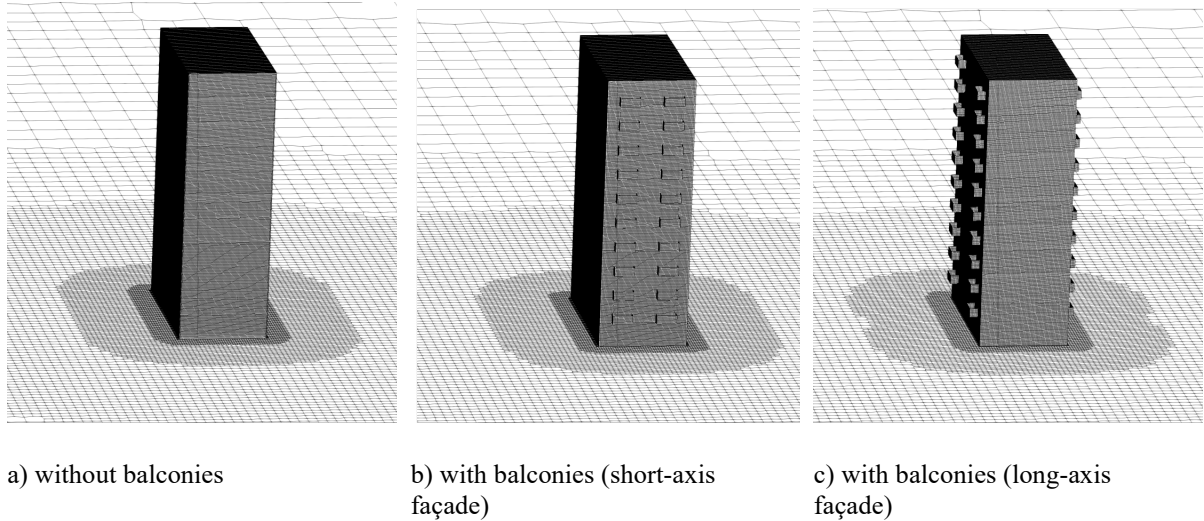 a) without balconies
b) with balconies (short-axis
façade)
c) with balconies (long-axis
façade)